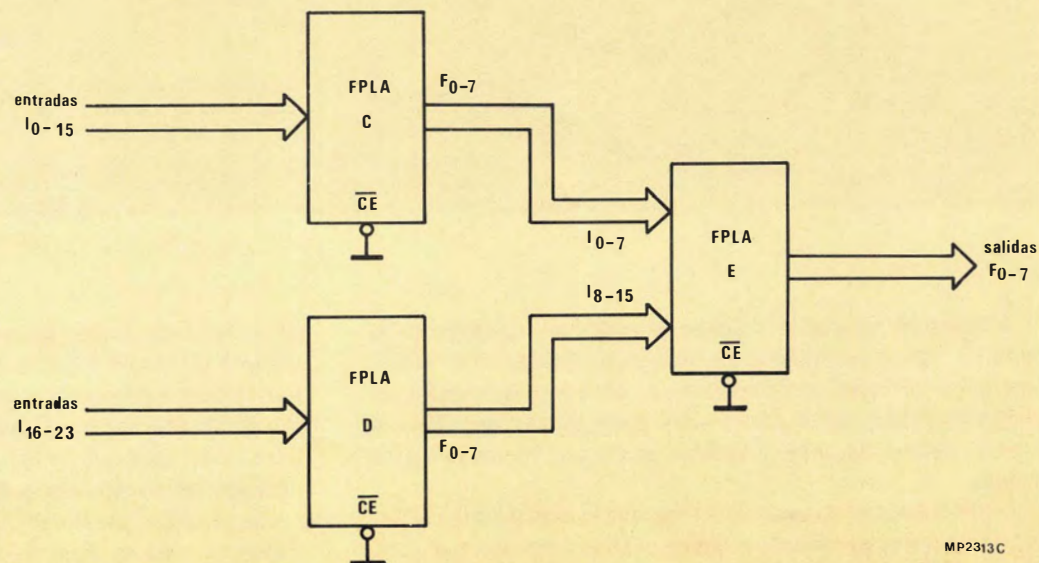 entradas
I0-15
FPLA
C
CE
F0-7
I0-7
FPLA
E
CE
I8-15
salidas
F0-7
entradas
I16-23
FPLA
D
CE
F0-7
MP2313C